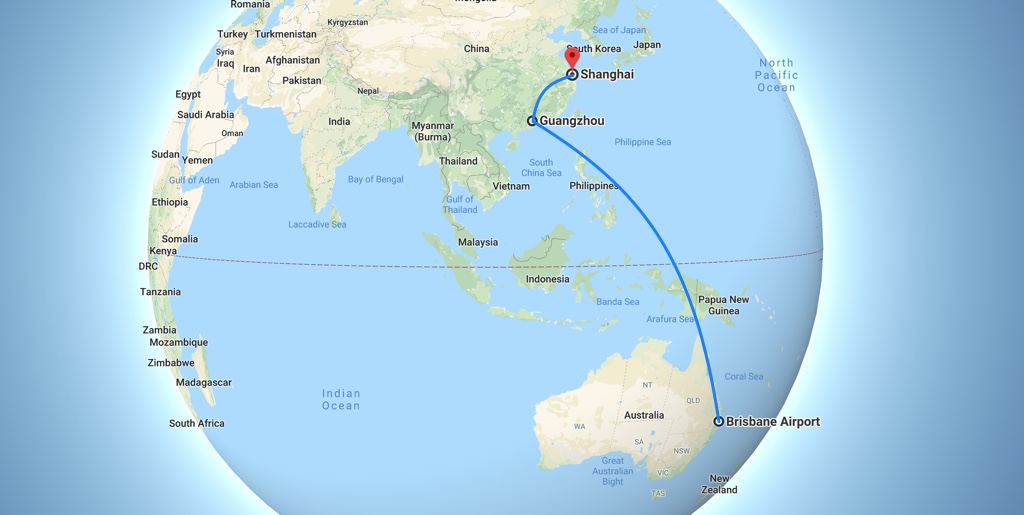 Romania
Kyrgyzstan
Turkey
Turkmenistan
Sea of Japan
South Korea
Japan
Syria
Iraq
Afghanistan
China
Iran
North
Pacific
Ocean
Shanghai
Pakistan
Nepal
Egypt
Saudi Arabia
India
Guangzhou
Myanmar
(Burma)
Oman
Philippine Sea
Sudan
Yemen
Thailand
South
China Sea
Gulf of Aden
Arabian Sea
Bay of Bengal
Vietnam
Philippines
Ethiopia
Gulf of
Thailand
Laccadive Sea
Somalia
Malaysia
Kenya
DRC
Indonesia
Tanzania
Banda Sea
Papua New
Guinea
Arafura Sea
Zambia
Mozambique
Zimbabwe
Madagascar
Coral Sea
NT
Indian
Ocean
QLD
Australia
South Africa
WA
Brisbane Airport
SA
NSW
Great
Australian
Bight
VIC
New
Zealand
TAS